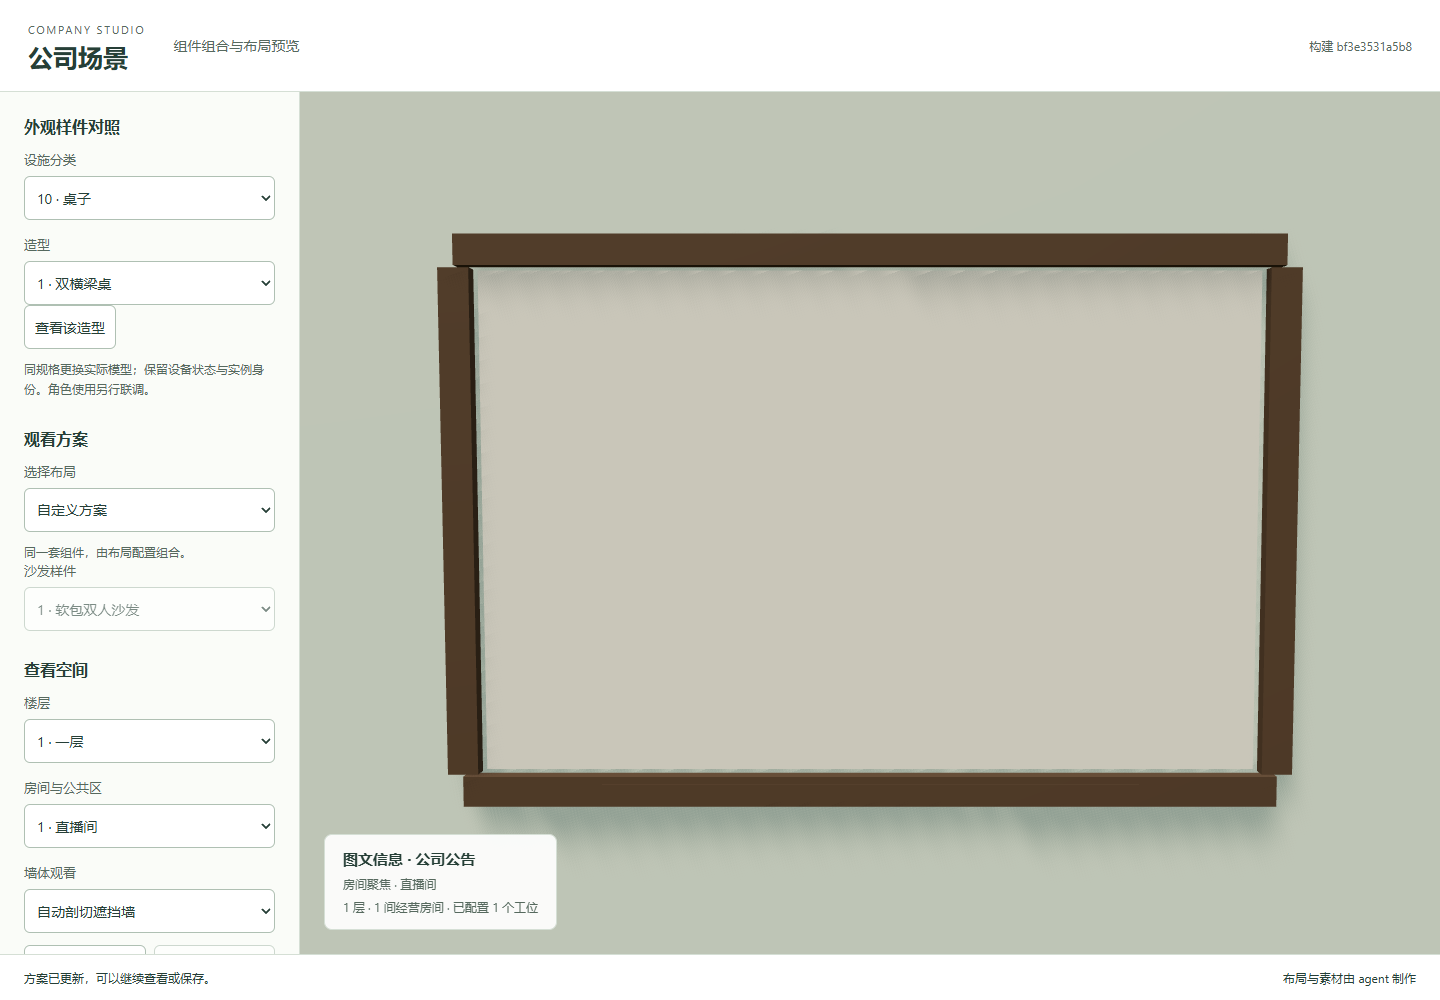 COMPANY STUDIO
公司场景
组件组合与布局预览
构建 bf3e3531a5b8
外观样件对照
设施分类
10 · 桌子
造型
1 · 双横梁桌
查看该造型
同规格更换实际模型；保留设备状态与实例身
份。角色使用另行联调。
观看方案
选择布局
自定义方案
同一套组件，由布局配置组合。
沙发样件
1 · 软包双人沙发
查看空间
楼层
1 · 一层
房间与公共区
1 · 直播间
墙体观看
自动剖切遮挡墙
图文信息 · 公司公告
房间聚焦 · 直播间
1 层 · 1 间经营房间 · 已配置 1 个工位
方案已更新，可以继续查看或保存。
布局与素材由 agent 制作